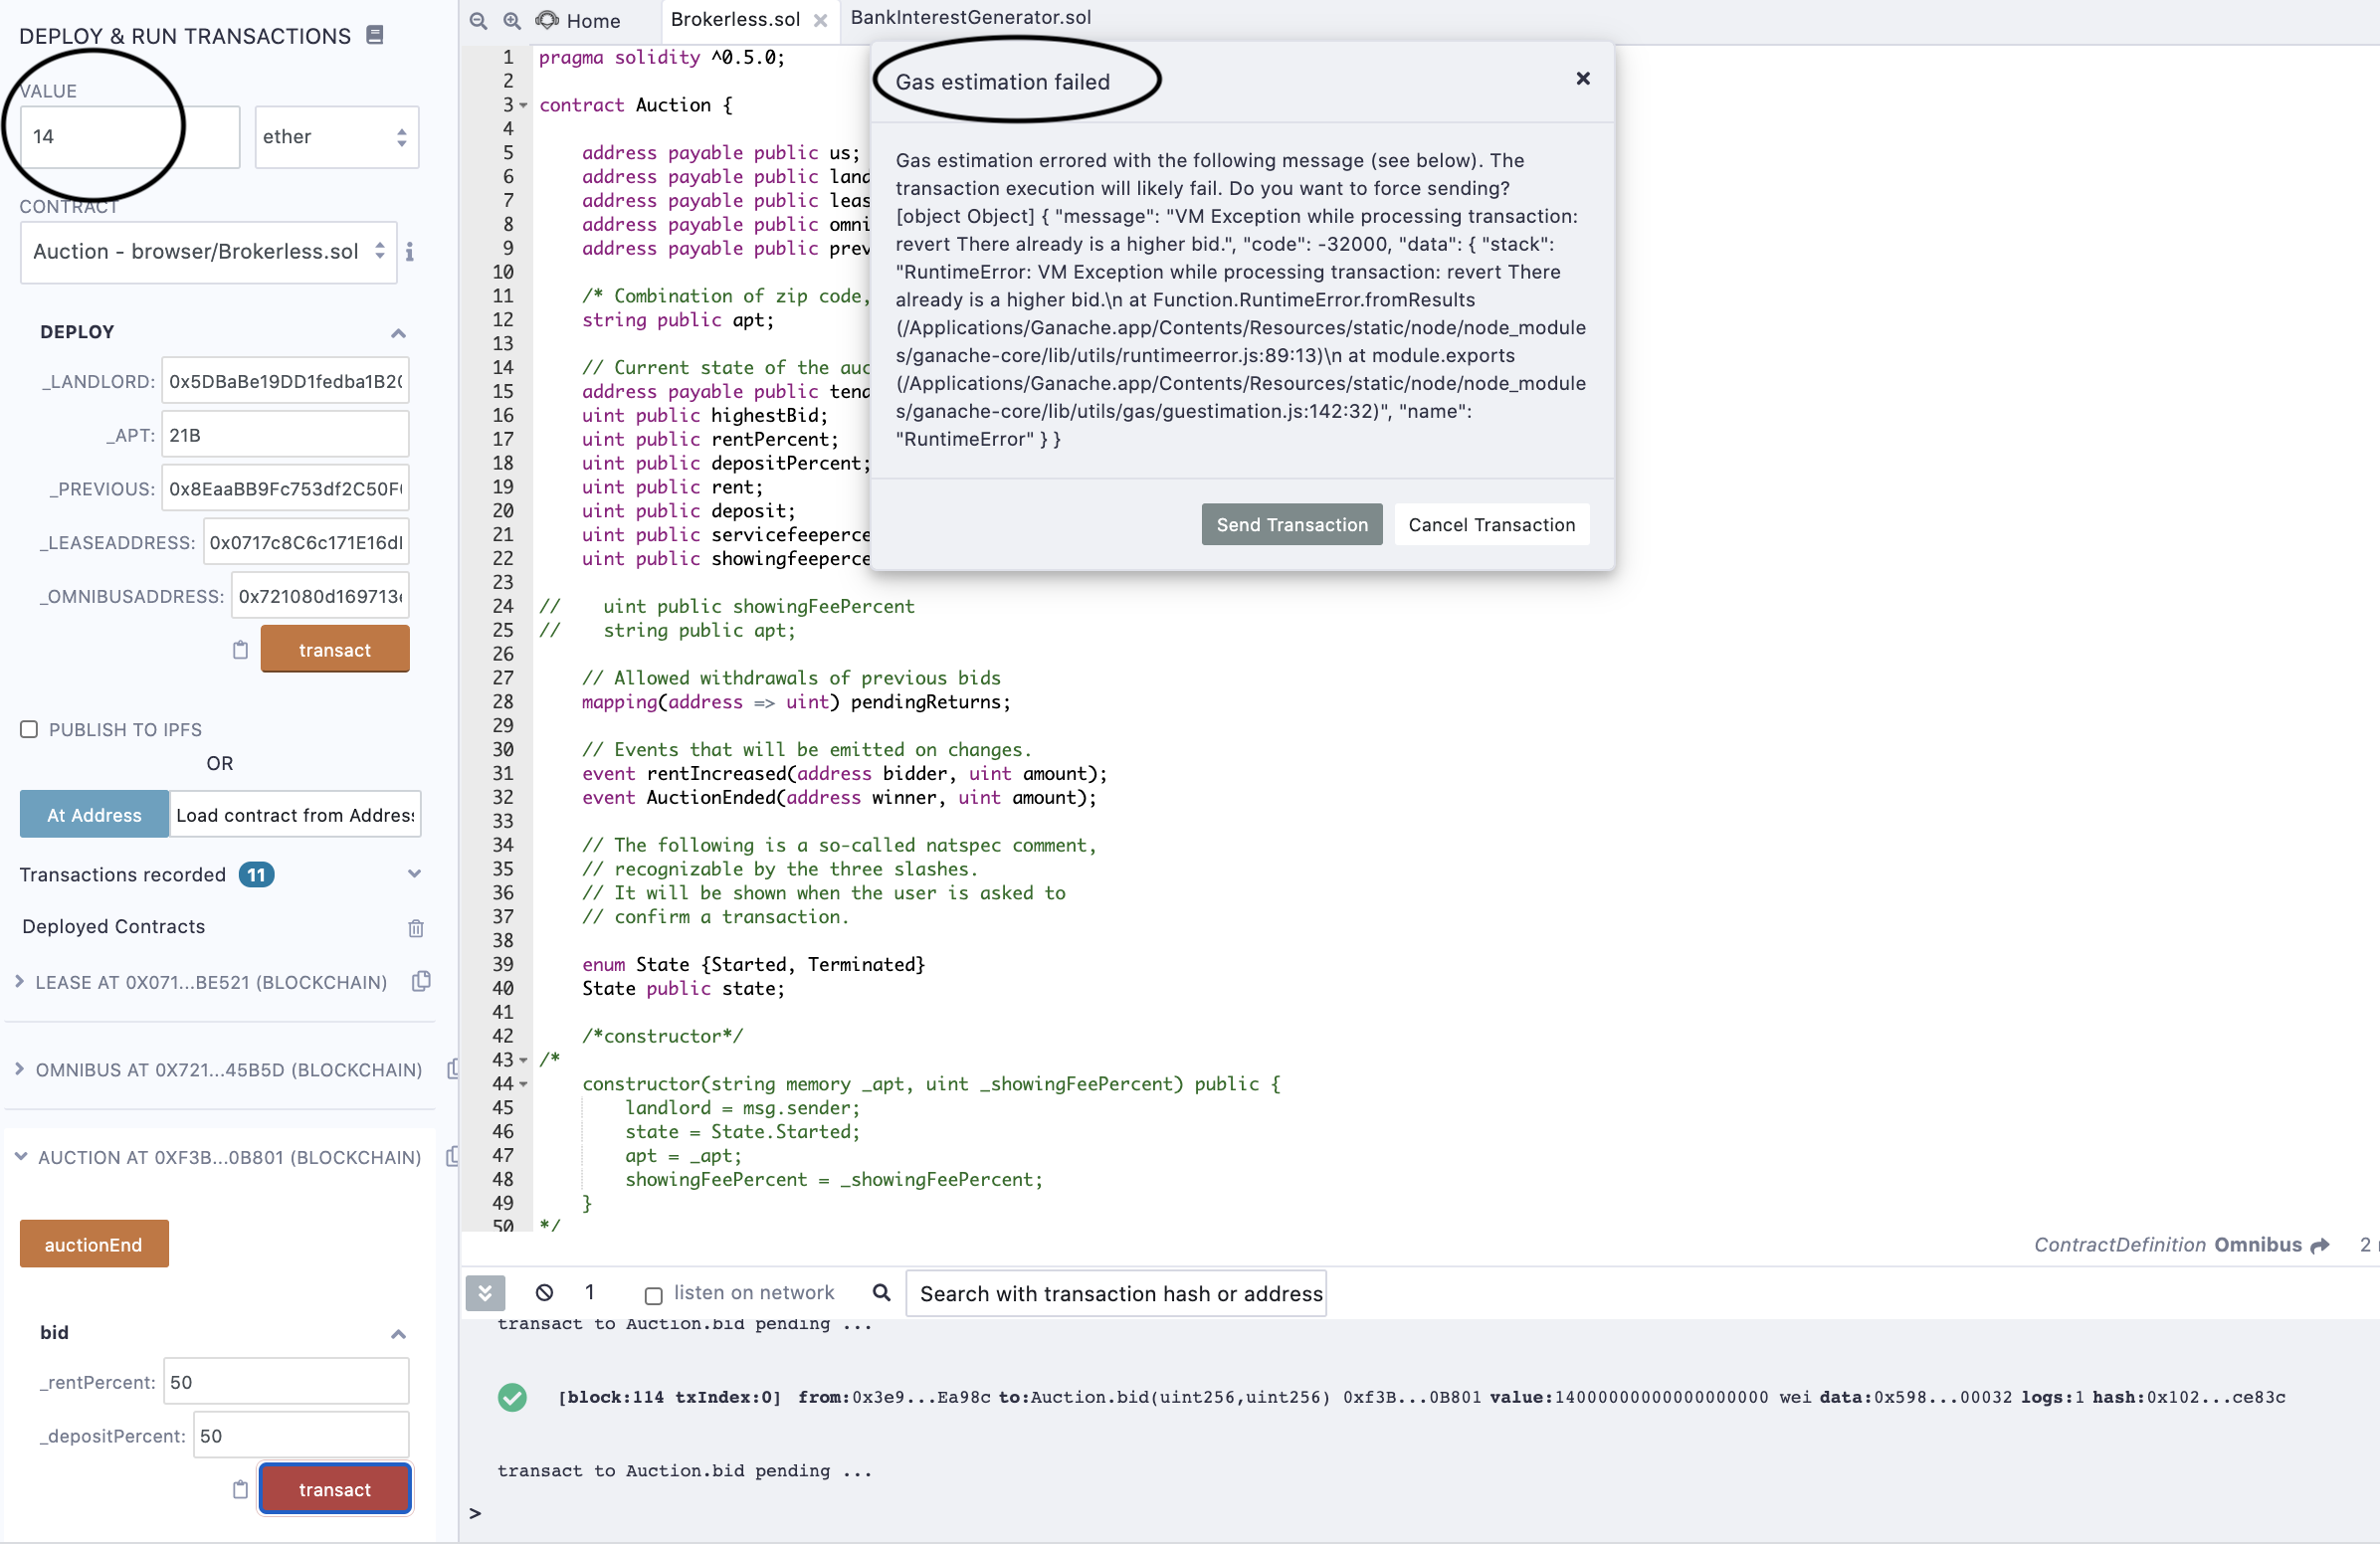 DEPLOY & RUN TRANSACTIONS
VALUE
14
ether
CONTRACT
Auction - browser/Brokerless.sol
DEPLOY
_LANDLORD: 0x5DBaBe19DD1fedba1B20
_APT: 21B
_PREVIOUS: 0x8EaaBB9Fc753df2C50F
_LEASEADDRESS: 0x0717c8C6c171E16d
_OMNIBUSADDRESS: 0x721080d169713
transact
PUBLISH TO IPFS
OR
At Address
Load contract from Address
Transactions recorded 11
Deployed Contracts
LEASE AT 0X071...BE521 (BLOCKCHAIN)
OMNIBUS AT 0X721...45B5D (BLOCKCHAIN)
AUCTION AT 0XF3B...0B801 (BLOCKCHAIN)
auctionEnd
bid
_rentPercent: 50
_depositPercent: 50
transact
Home
Brokerless.sol
BankInterestGenerator.sol
1 pragma solidity ^0.5.0;
2
3 contract Auction {
4
5 address payable public us;
6 address payable public land
7 address payable public leas
8 address payable public omni
9 address payable public prev
10
11 /* Combination of zip code,
12 string public apt;
13
14 // Current state of the auc
15 address payable public tena
16 uint public highestBid;
17 uint public rentPercent;
18 uint public depositPercent;
19 uint public rent;
20 uint public deposit;
21 uint public servicefeeperce
22 uint public showingfeeperce
23
24 // uint public showingFeePercent
25 // string public apt;
26
27 // Allowed withdrawals of previous bids
28 mapping(address => uint) pendingReturns;
29
30 // Events that will be emitted on changes.
31 event rentIncreased(address bidder, uint amount);
32 event AuctionEnded(address winner, uint amount);
33
34 // The following is a so-called natspec comment,
35 // recognizable by the three slashes.
36 // It will be shown when the user is asked to
37 // confirm a transaction.
38
39 enum State {Started, Terminated}
40 State public state;
41
42 /*constructor*/
43 /*
44 constructor(string memory _apt, uint _showingFeePercent) public {
45 landlord = msg.sender;
46 state = State.Started;
47 apt = _apt;
48 showingFeePercent = _showingFeePercent;
49 }
50 */
Gas estimation failed
Gas estimation errored with the following message (see below). The
transaction execution will likely fail. Do you want to force sending?
[object Object] { "message": "VM Exception while processing transaction:
revert There already is a higher bid.", "code": -32000, "data": { "stack":
"RuntimeError: VM Exception while processing transaction: revert There
already is a higher bid.\n at Function.RuntimeError.fromResults
(/Applications/Ganache.app/Contents/Resources/static/node/node_module
s/ganache-core/lib/utils/runtimeerror.js:89:13)\n at module.exports
(/Applications/Ganache.app/Contents/Resources/static/node/node_module
s/ganache-core/lib/utils/gas/guestimation.js:142:32)", "name":
"RuntimeError" } }
Send Transaction
Cancel Transaction
ContractDefinition Omnibus 2
1
listen on network
Search with transaction hash or address
transact to Auction.bid pending ...
[block:114 txIndex:0] from:0x3e9...Ea98c to:Auction.bid(uint256,uint256) 0xf3B...0B801 value:14000000000000000000 wei data:0x598...00032 logs:1 hash:0x102...ce83c
transact to Auction.bid pending ...
>